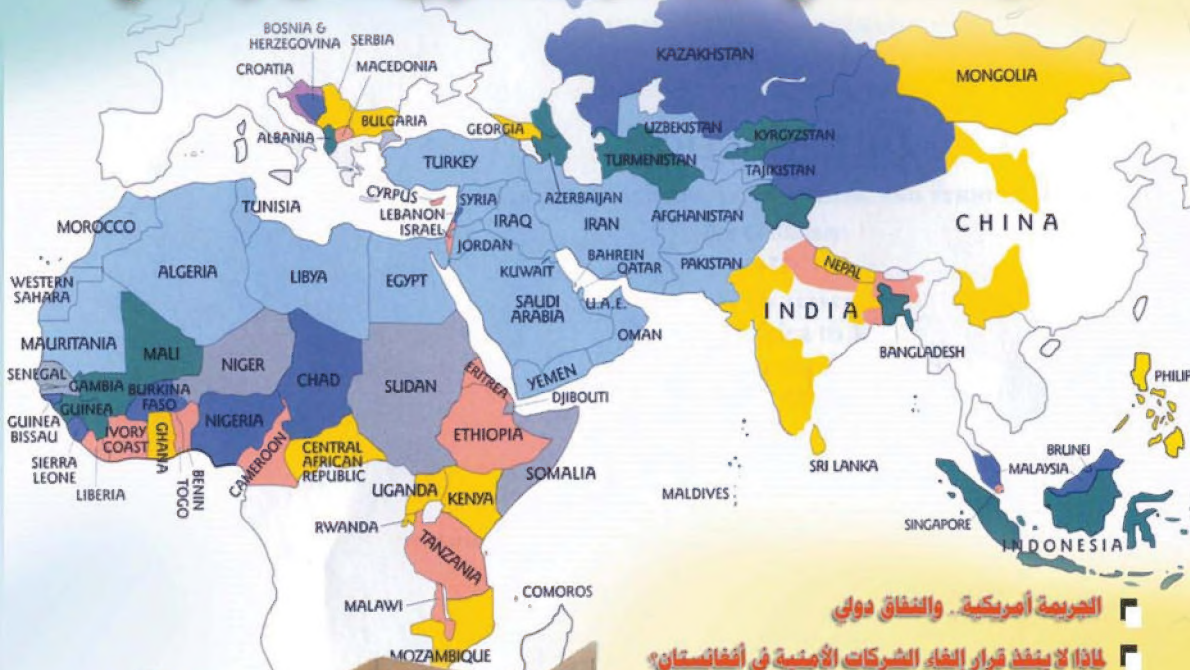 BOSNIA &
HERZEGOVINA
SERBIA
CROATIA
MACEDONIA
ALBANIA
BULGARIA
GEORGIA
KAZAKHSTAN
MONGOLIA
UZBEKISTAN
KYRGYZSTAN
TURMENISTAN
TAJIKISTAN
TURKEY
CYRPUS
SYRIA
AZERBAIJAN
LEBANON
ISRAEL
IRAQ
IRAN
AFGHANISTAN
CHINA
JORDAN
KUWAIT
BAHREIN
QATAR
PAKISTAN
NEPAL
MOROCCO
TUNISIA
ALGERIA
LIBYA
EGYPT
SAUDI
ARABIA
U.A.E.
OMAN
INDIA
WESTERN
SAHARA
MAURITANIA
MALI
NIGER
CHAD
SUDAN
ERITREA
YEMEN
DJIBOUTI
BANGLADESH
PHILIP
SENEGAL
GAMBIA
BURKINA
FASO
GUINEA
GUINEA
BISSAU
NIGERIA
IVORY
COAST
GHANA
SIERRA
LEONE
LIBERIA
TOGO
BENIN
CAMEROON
CENTRAL
AFRICAN
REPUBLIC
ETHIOPIA
SOMALIA
SRI LANKA
MALDIVES
BRUNEI
MALAYSIA
SINGAPORE
INDONESIA
UGANDA
KENYA
RWANDA
TANZANIA
MALAWI
COMOROS
MOZAMBIQUE
الجريمة أمريكية.. والنفاق دولي
لماذا لا ينفذ قرار إلغاء الشركات الأمنية في أفغانستان؟